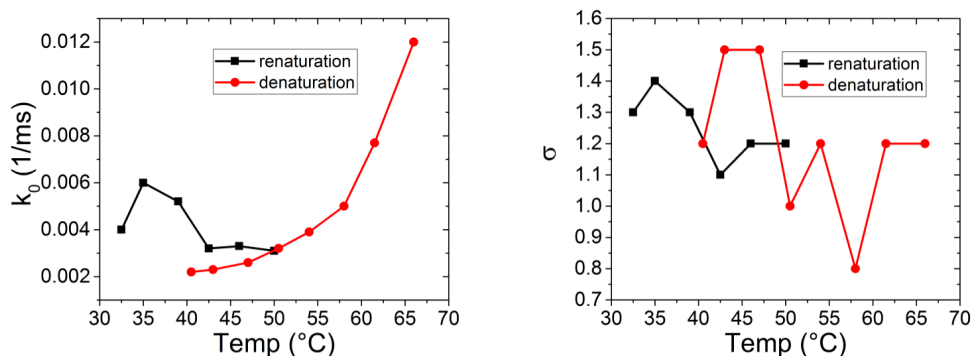 0.012
0.010
0.008
0.006
0.004
0.002
k₀ (1/ms)
renaturation
denaturation
30 35 40 45 50 55 60 65 70
Temp (°C)
1.6
1.5
1.4
1.3
1.2
1.1
1.0
0.9
0.8
0.7
σ
renaturation
denaturation
30 35 40 45 50 55 60 65 70
Temp (°C)